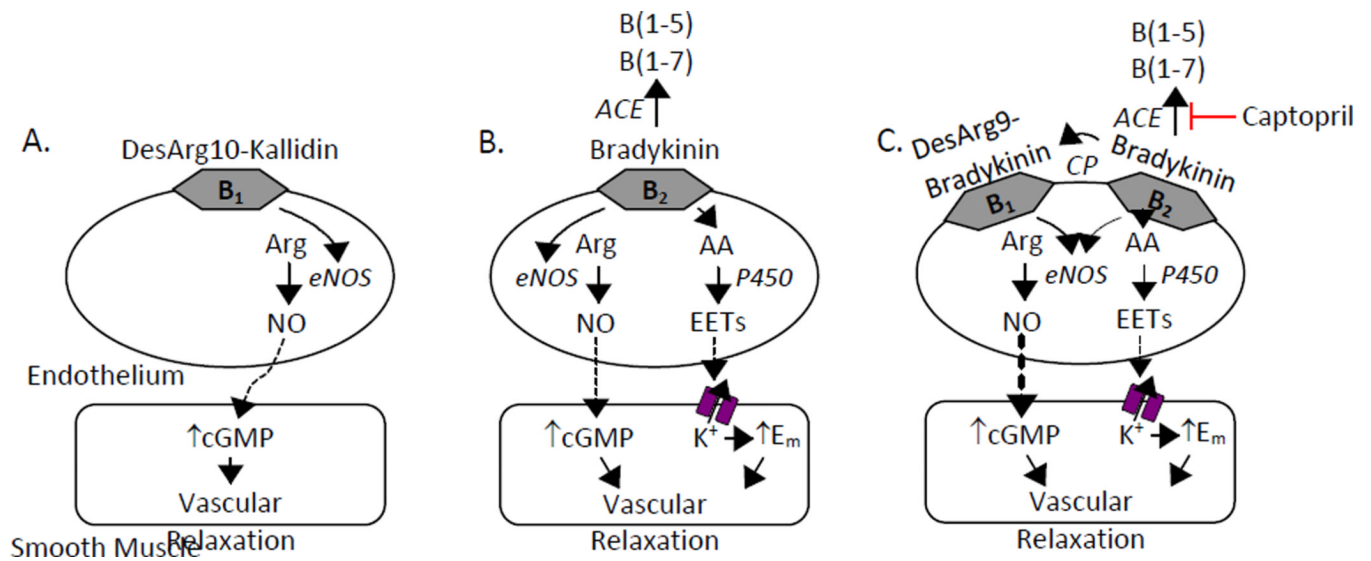 A.
DesArg10-Kallidin
B₁
Arg
eNOS
NO
Endothelium
↑cGMP
Vascular
Relaxation
Smooth Muscle
B(1-5)
B(1-7)
ACE
B.
Bradykinin
B₂
Arg
AA
eNOS
P450
NO
EETs
↑cGMP
K⁺
↑Eₘ
Vascular
Relaxation
B(1-5)
B(1-7)
ACE
Captopril
C.
DesArg9-
Bradykinin
CP
Bradykinin
B₁
B₂
Arg
AA
eNOS
P450
NO
EETs
↑cGMP
K⁺
↑Eₘ
Vascular
Relaxation